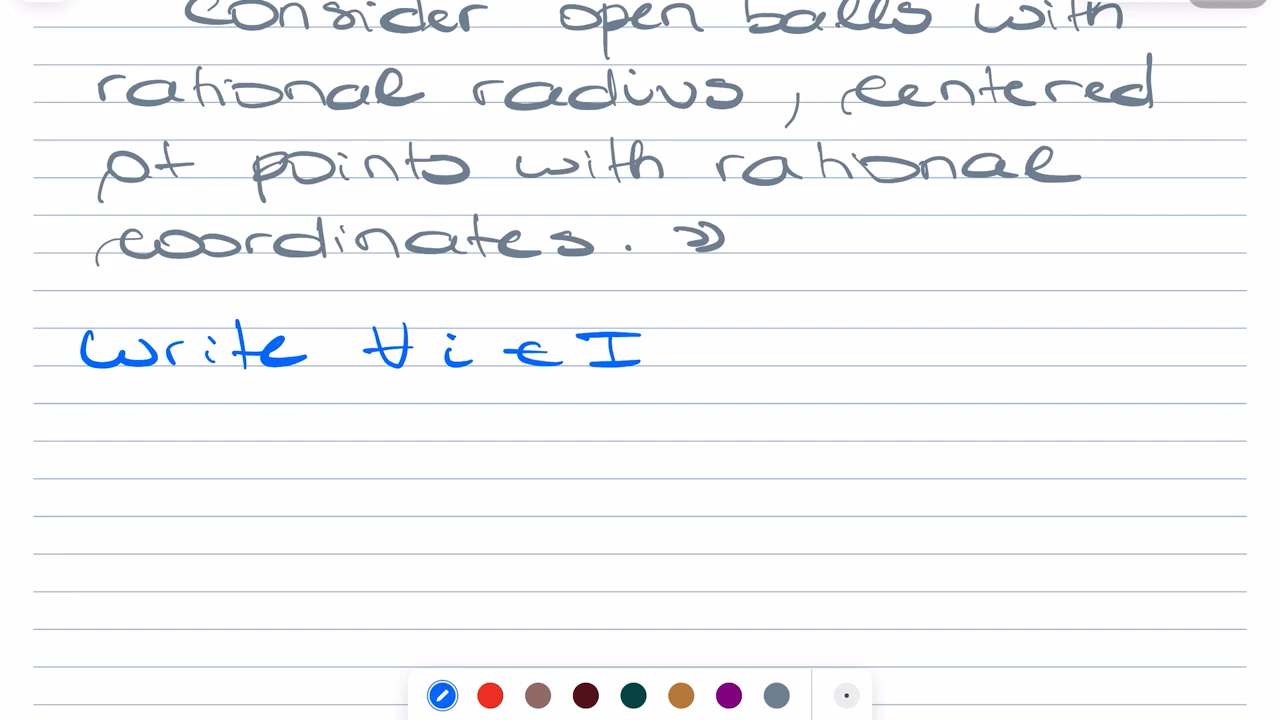 Consider open balls with
rational radius, centered
at points with rational
coordinates. »
Write ∀ i ∈ I